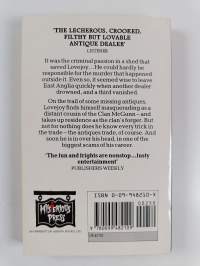 'THE LECHEROUS, CROOKED,
FILTHY BUT LOVABLE
ANTIQUE DEALER'
LISTENER
It was the criminal passion in a shed that
saved Lovejoy... He could hardly be
responsible for the murder that happened
outside it. Even so, it seemed wise to leave
East Anglia quickly when another dealer
drowned, and a third vanished.
On the trail of some missing antiques,
Lovejoy finds himself masquerading as a
distant cousin of the Clan McGunn – and
takes up residence as the clan's forger. But
not for nothing does he know every trick in
the trade – the antiques trade, of course. And
soon he is in over his head, in one of the
biggest scams of his career.
'The fun and frights are nonstop... lusty
entertainment'
PUBLISHERS WEEKLY
MYSTERIOUS
PRESS
ISBN 0-09-948210-X